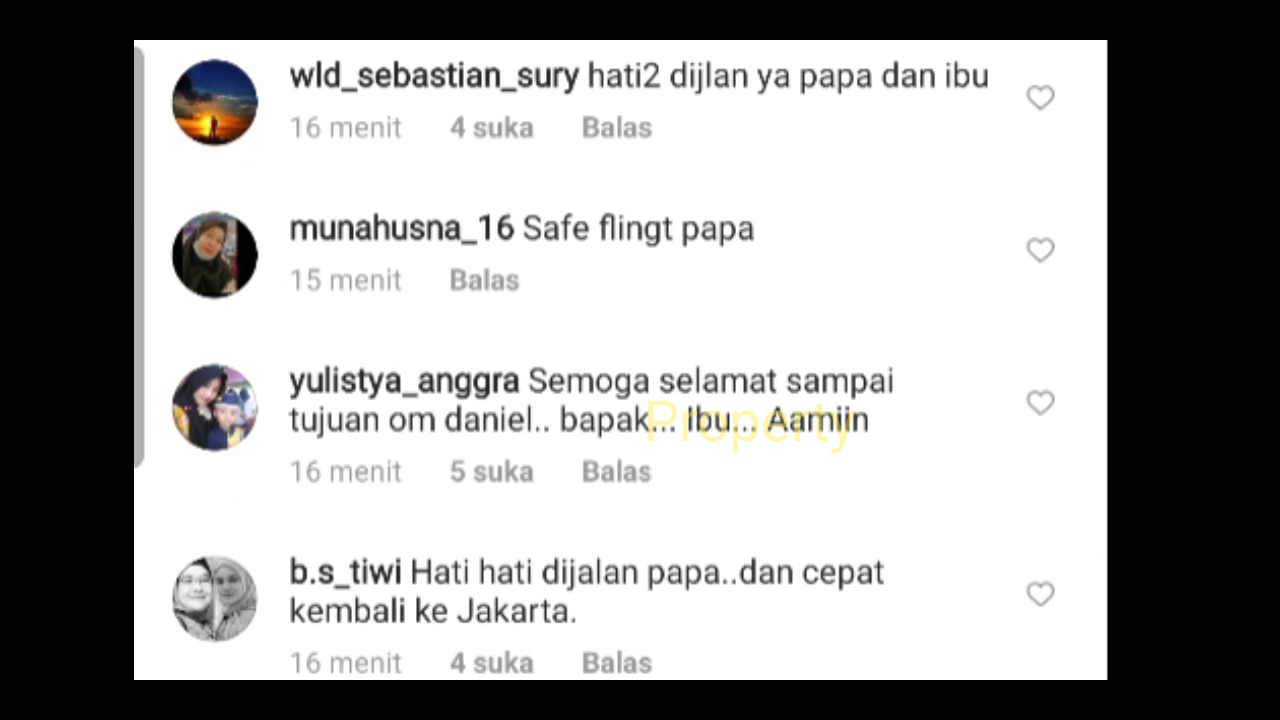 wld_sebastian_sury hati2 dijlan ya papa dan ibu
16 menit 4 suka Balas
munahusna_16 Safe flingt papa
15 menit Balas
yulistya_anggra Semoga selamat sampai
tujuan om daniel.. bapak... ibu... Aamiin
Property
16 menit 5 suka Balas
b.s_tiwi Hati hati dijalan papa..dan cepat
kembali ke Jakarta.
16 menit 4 suka Balas